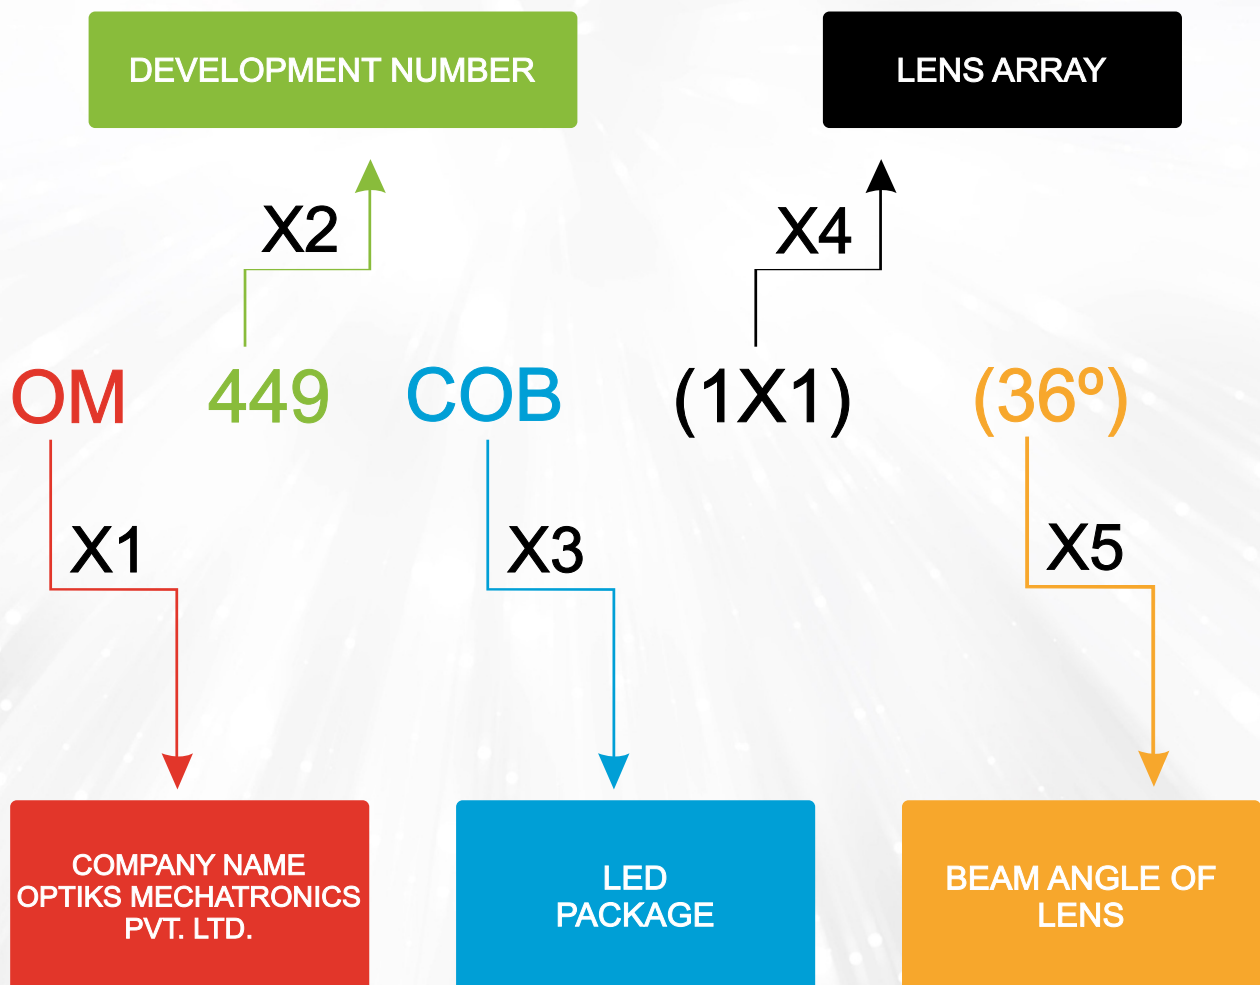 DEVELOPMENT NUMBER
LENS ARRAY
X2
X4
OM 449 COB (1X1) (36º)
X1
X3
X5
COMPANY NAME
OPTIKS MECHATRONICS
PVT. LTD.
LED
PACKAGE
BEAM ANGLE OF
LENS